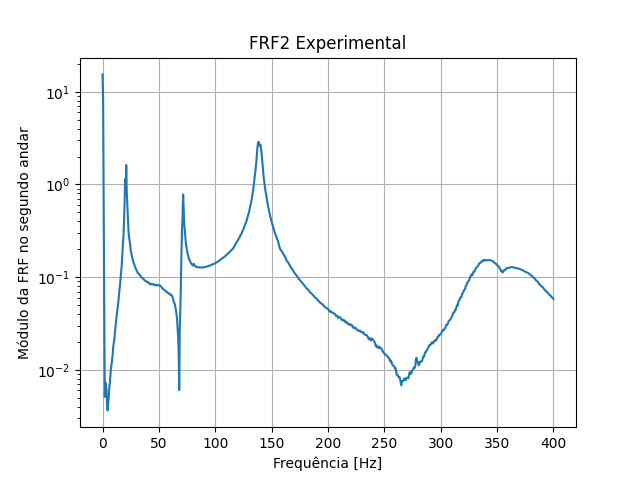 FRF2 Experimental
Módulo da FRF no segundo andar
10¹
10⁰
10⁻¹
10⁻²
0 50 100 150 200 250 300 350 400
Frequência [Hz]